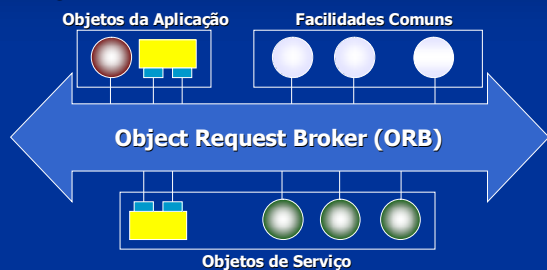 Objetos da Aplicação
Facilidades Comuns
Object Request Broker (ORB)
Objetos de Serviço